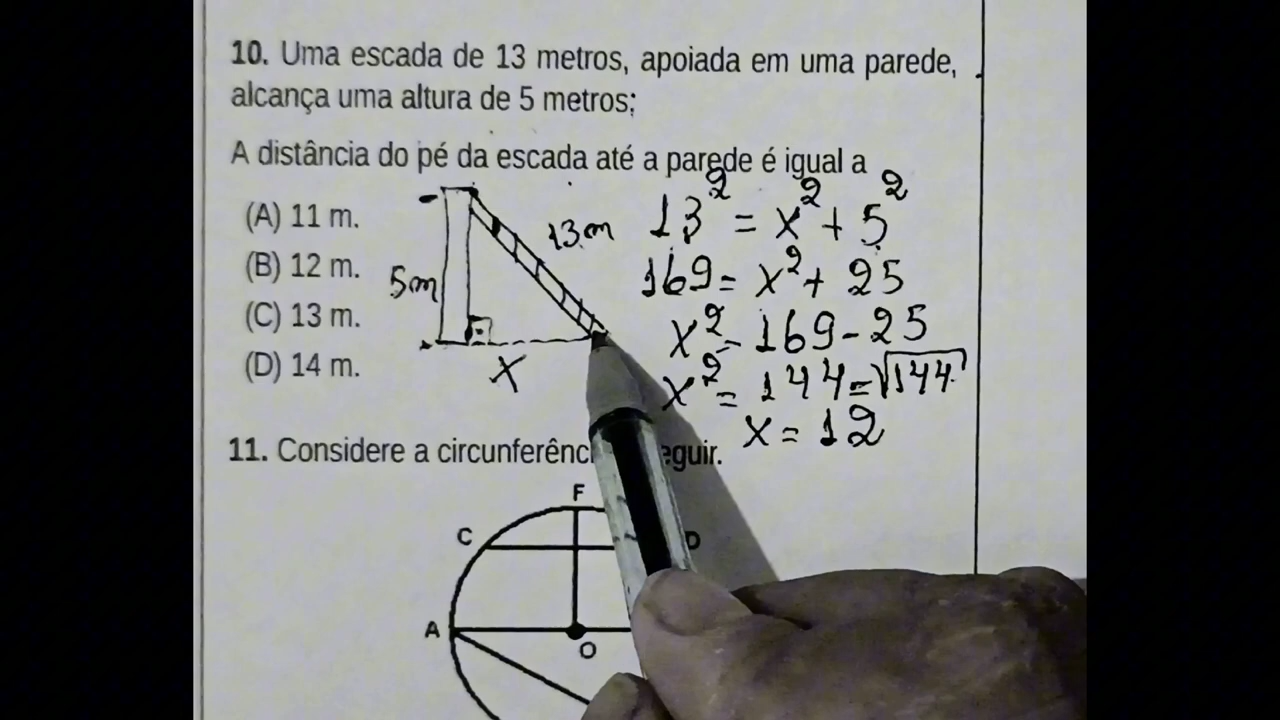 10. Uma escada de 13 metros, apoiada em uma parede,
alcança uma altura de 5 metros;
A distância do pé da escada até a parede é igual a
(A) 11 m.
(B) 12 m.
(C) 13 m.
(D) 14 m.
5m
13m
x
13² = x² + 5²
169 = x² + 25
x² = 169 - 25
x² = 144 = √144
x = 12
11. Considere a circunferênc eguir.
F
C
D
A
O